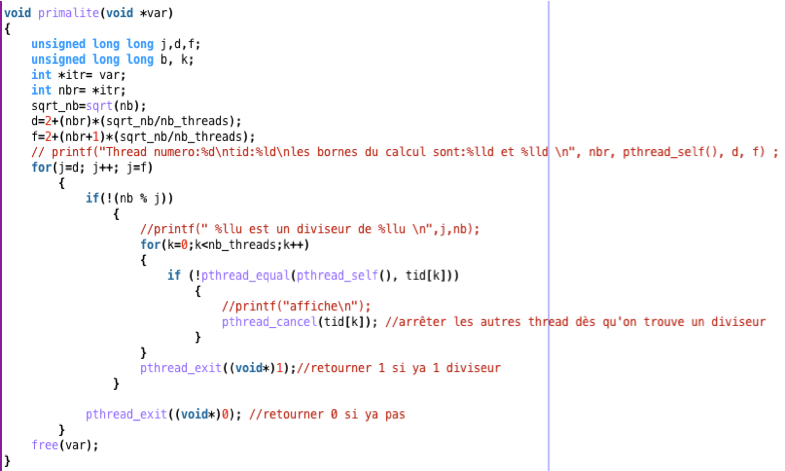 void primalite(void *var)
{
unsigned long long j,d,f;
unsigned long long b, k;
int *itr= var;
int nbr= *itr;
sqrt_nb=sqrt(nb);
d=2+(nbr)*(sqrt_nb/nb_threads);
f=2+(nbr+1)*(sqrt_nb/nb_threads);
// printf("Thread numero:%d\ntid:%ld\nles bornes du calcul sont:%lld et %lld \n", nbr, pthread_self(), d, f) ;
for(j=d; j++; j=f)
{
if(!(nb % j))
{
//printf(" %llu est un diviseur de %llu \n",j,nb);
for(k=0;k<nb_threads;k++)
{
if (!pthread_equal(pthread_self(), tid[k]))
{
//printf("affiche\n");
pthread_cancel(tid[k]); //arrêter les autres thread dès qu'on trouve un diviseur
}
}
pthread_exit((void*)1);//retourner 1 si ya 1 diviseur
}
pthread_exit((void*)0); //retourner 0 si ya pas
}
free(var);
}